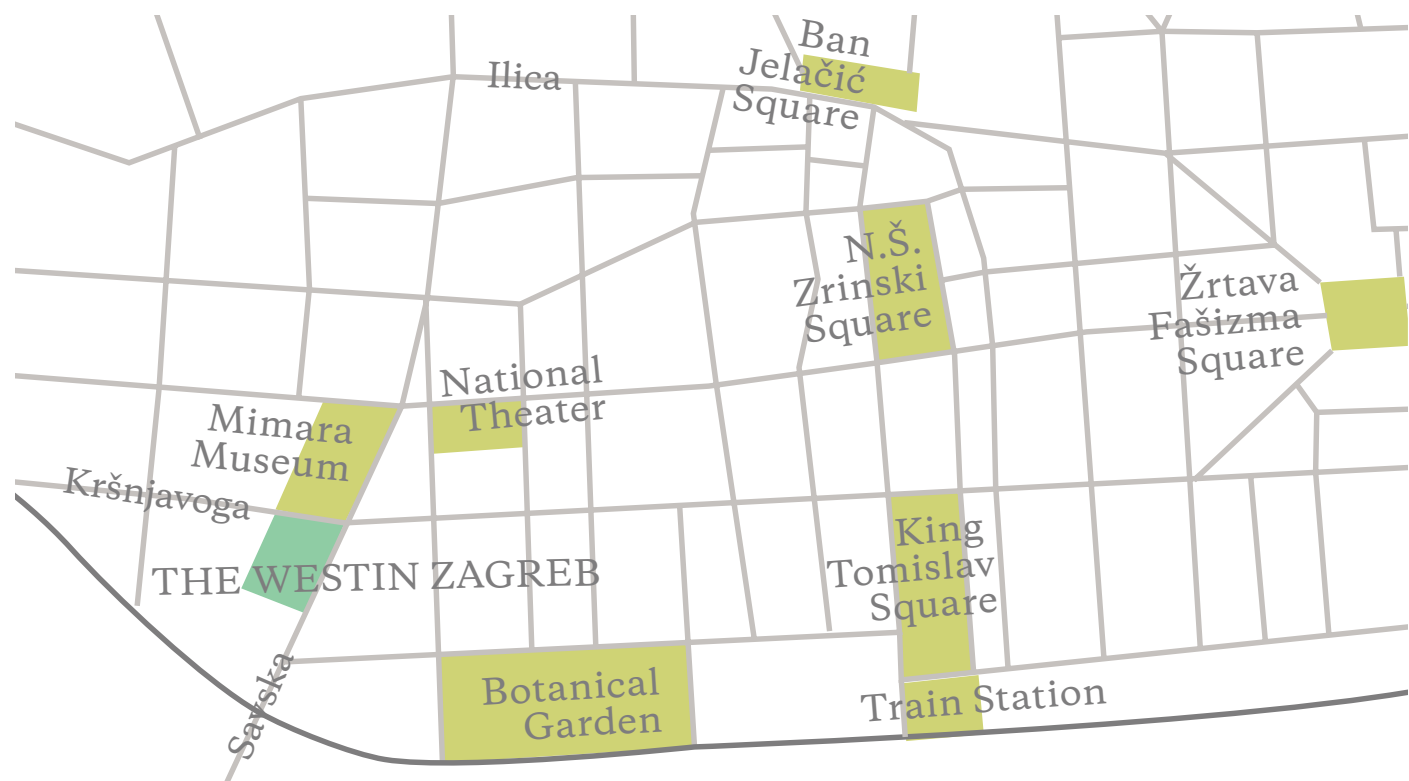 Ban
Jelačić
Square
Ilica
N.Š.
Zrinski
Square
Žrtava
Fašizma
Square
National
Theater
Mimara
Museum
Kršnjavoga
King
Tomislav
Square
THE WESTIN ZAGREB
Savska
Botanical
Garden
Train Station